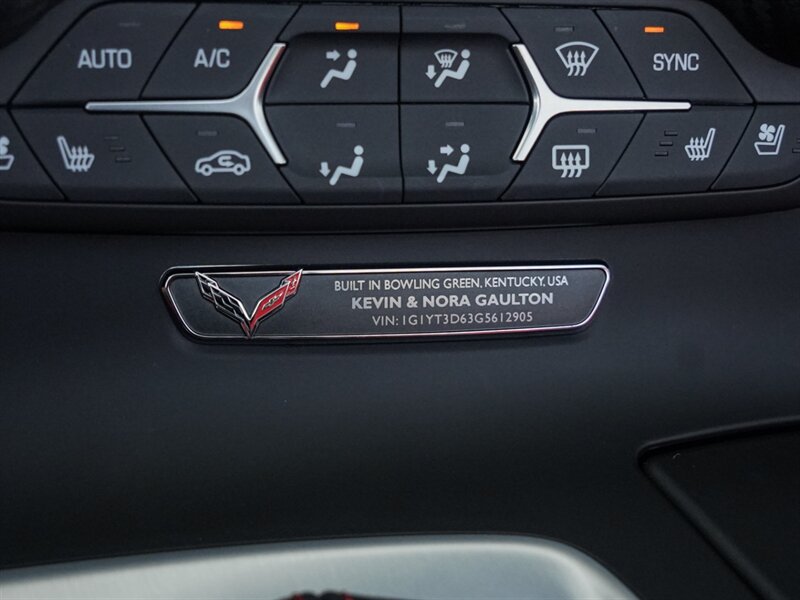 AUTO
A/C
SYNC
BUILT IN BOWLING GREEN, KENTUCKY, USA
KEVIN & NORA GAULTON
VIN: 1G1YT3D63G5612905